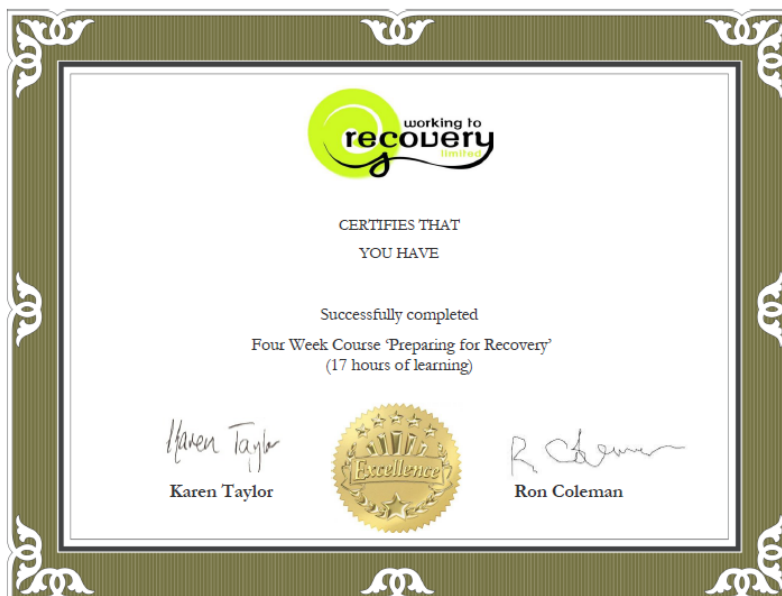 working to
recovery
limited
CERTIFIES THAT
YOU HAVE
Successfully completed
Four Week Course ‘Preparing for Recovery’
(17 hours of learning)
Karen Taylor
R Coleman
Excellence
Karen Taylor
Ron Coleman